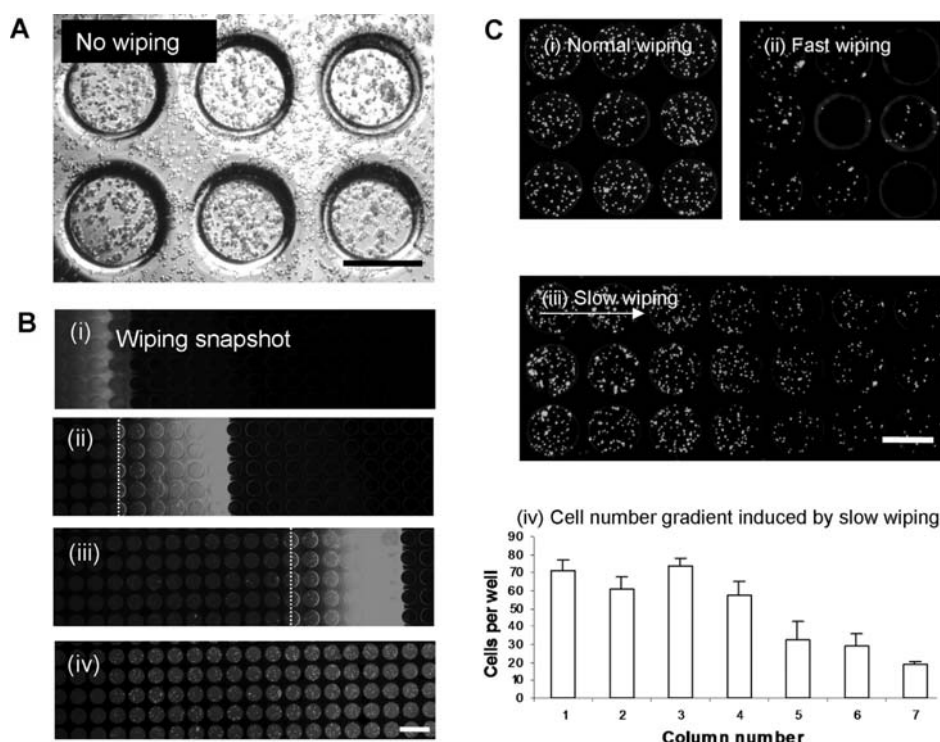 A
No wiping
B
(i)
Wiping snapshot
(ii)
(iii)
(iv)
C
(i) Normal wiping
(ii) Fast wiping
(iii) Slow wiping
(iv) Cell number gradient induced by slow wiping
Cells per well
90
80
70
60
50
40
30
20
10
0
1 2 3 4 5 6 7
Column number